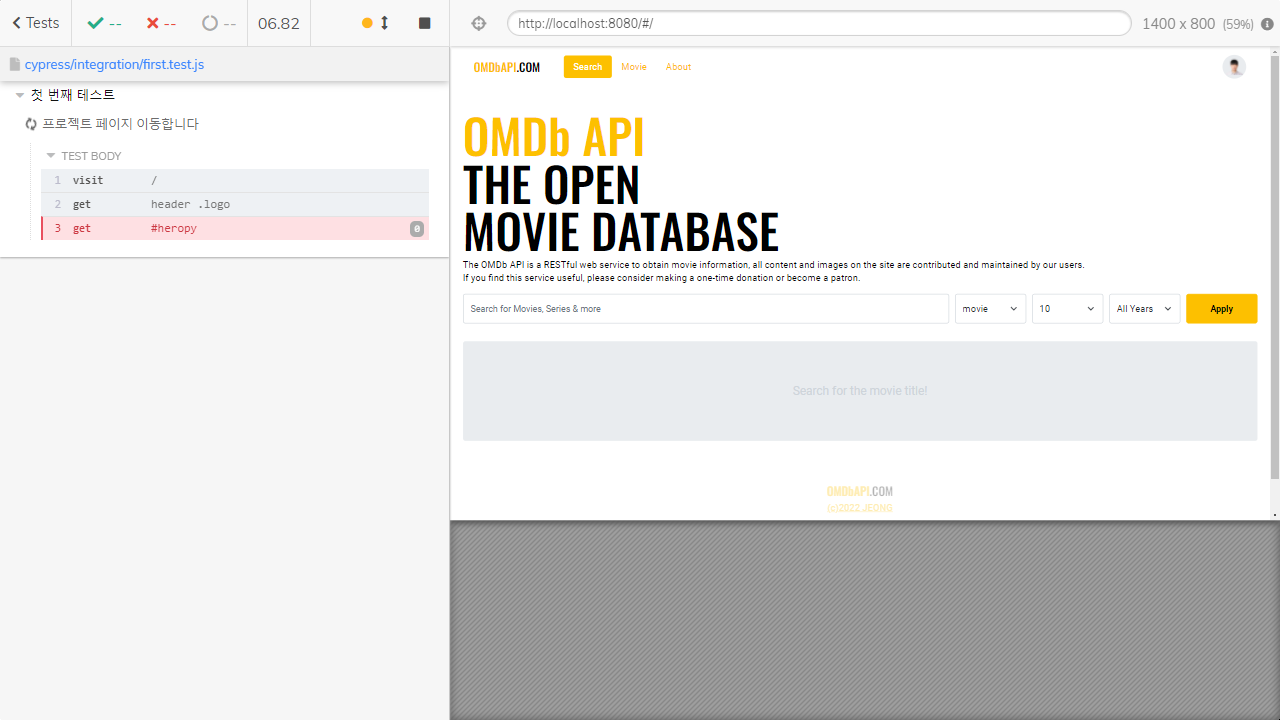 Tests
--
--
--
06.82
http://localhost:8080/#/
1400 x 800 (59%)
cypress/integration/first.test.js
첫 번째 테스트
프로젝트 페이지 이동합니다
TEST BODY
1 visit /
2 get header .logo
3 get #heropy 0
OMDbAPI.COM
Search
Movie
About
OMDb API
THE OPEN
MOVIE DATABASE
The OMDb API is a RESTful web service to obtain movie information, all content and images on the site are contributed and maintained by our users.
If you find this service useful, please consider making a one-time donation or become a patron.
Search for Movies, Series & more
movie
10
All Years
Apply
Search for the movie title!
OMDbAPI.COM
(c)2022 JEONG